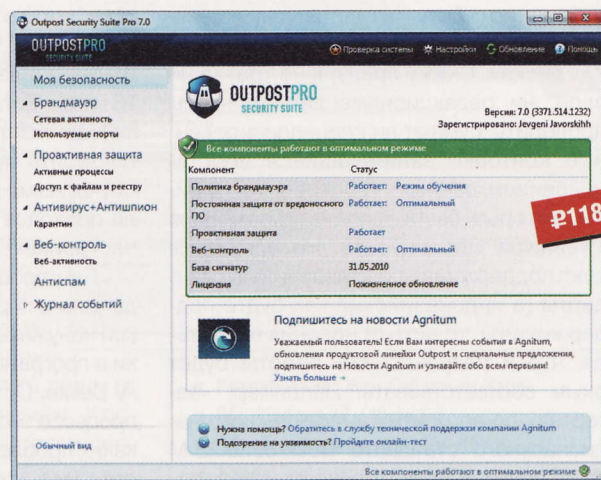 Outpost Security Suite Pro 7.0
OUTPOSTPRO
SECURITY SUITE
Проверка системы Настройки Обновление Помощь
Моя безопасность
Брандмауэр
Сетевая активность
Используемые порты
Проактивная защита
Активные процессы
Доступ к файлам и реестру
Антивирус+Антишпион
Карантин
Веб-контроль
Веб-активность
Антиспам
Журнал событий
Обычный вид
OUTPOSTPRO
SECURITY SUITE
Версия: 7.0 (3371.514.1232)
Зарегистрировано: Jevgeni Javorskihh
Все компоненты работают в оптимальном режиме
Компонент Статус
Политика брандмауэра Работает: Режим обучения
Постоянная защита от вредоносного ПО Работает: Оптимальный
Проактивная защита Работает
Веб-контроль Работает: Оптимальный
База сигнатур 31.05.2010
Лицензия Пожизненное обновление
₽118
Подпишитесь на новости Agnitum
Уважаемый пользователь! Если Вам интересны события в Agnitum,
обновления продуктовой линейки Outpost и специальные предложения,
подпишитесь на Новости Agnitum и узнавайте обо всем первыми!
Узнать больше →
Нужна помощь? Обратитесь в службу технической поддержки компании Agnitum
Подозрение на уязвимость? Пройдите онлайн-тест
Все компоненты работают в оптимальном режиме